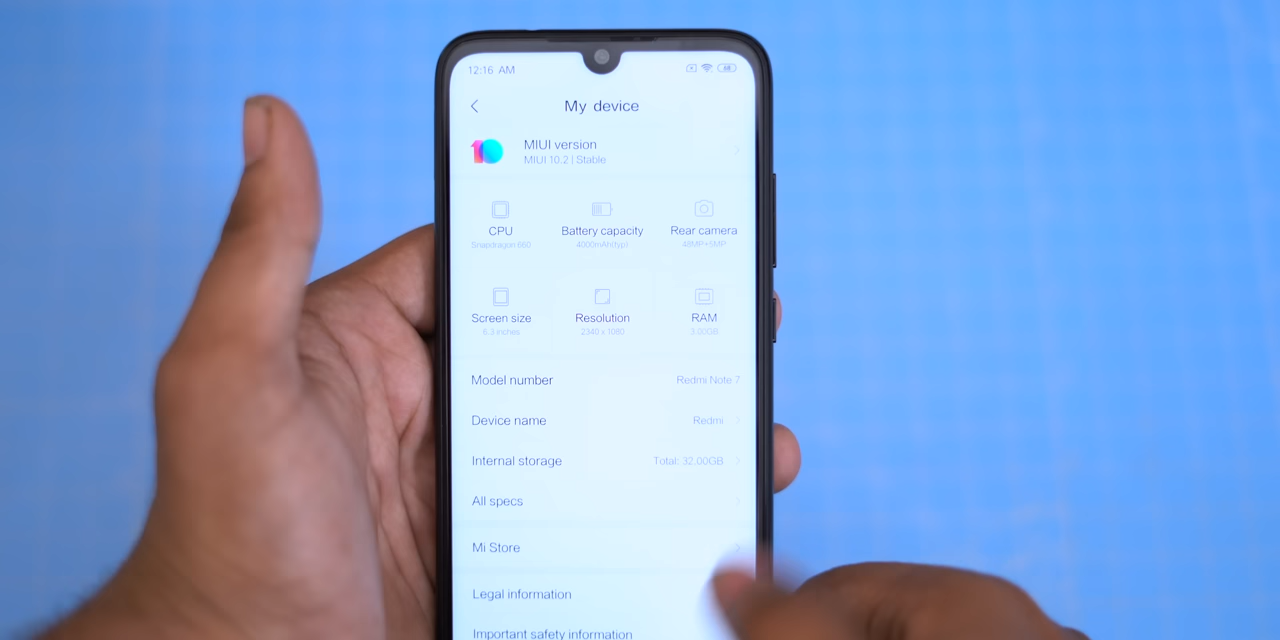 12:16 AM
68
My device
10
MIUI version
MIUI 10.2 | Stable
CPU
Snapdragon 660
Battery capacity
4000mAh(typ)
Rear camera
48MP+5MP
Screen size
6.3 inches
Resolution
2340 x 1080
RAM
3.00GB
Model number
Redmi Note 7
Device name
Redmi
Internal storage
Total: 32.00GB
All specs
Mi Store
Legal information
Important safety information